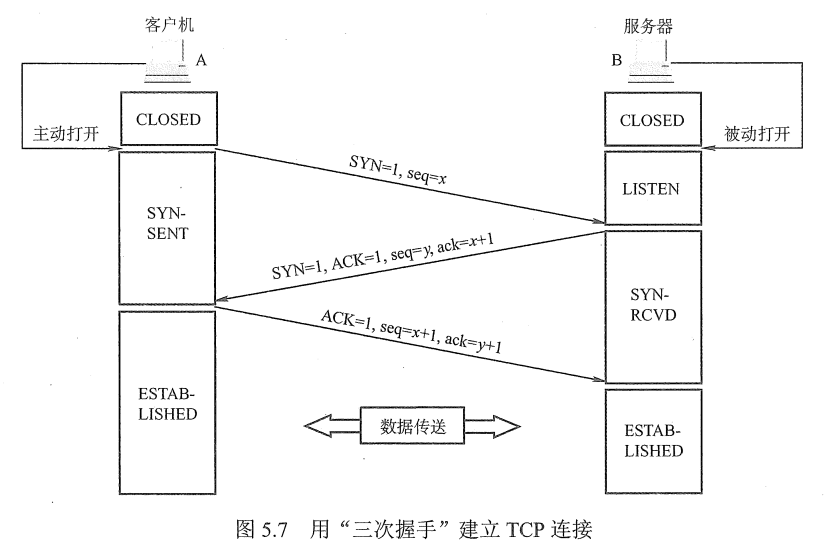 客户机
服务器
A
B
CLOSED
CLOSED
主动打开
被动打开
SYN=1, seq=x
LISTEN
SYN-
SENT
SYN=1, ACK=1, seq=y, ack=x+1
SYN-
RCVD
ACK=1, seq=x+1, ack=y+1
ESTAB-
LISHED
数据传送
ESTAB-
LISHED
图 5.7 用“三次握手”建立 TCP 连接